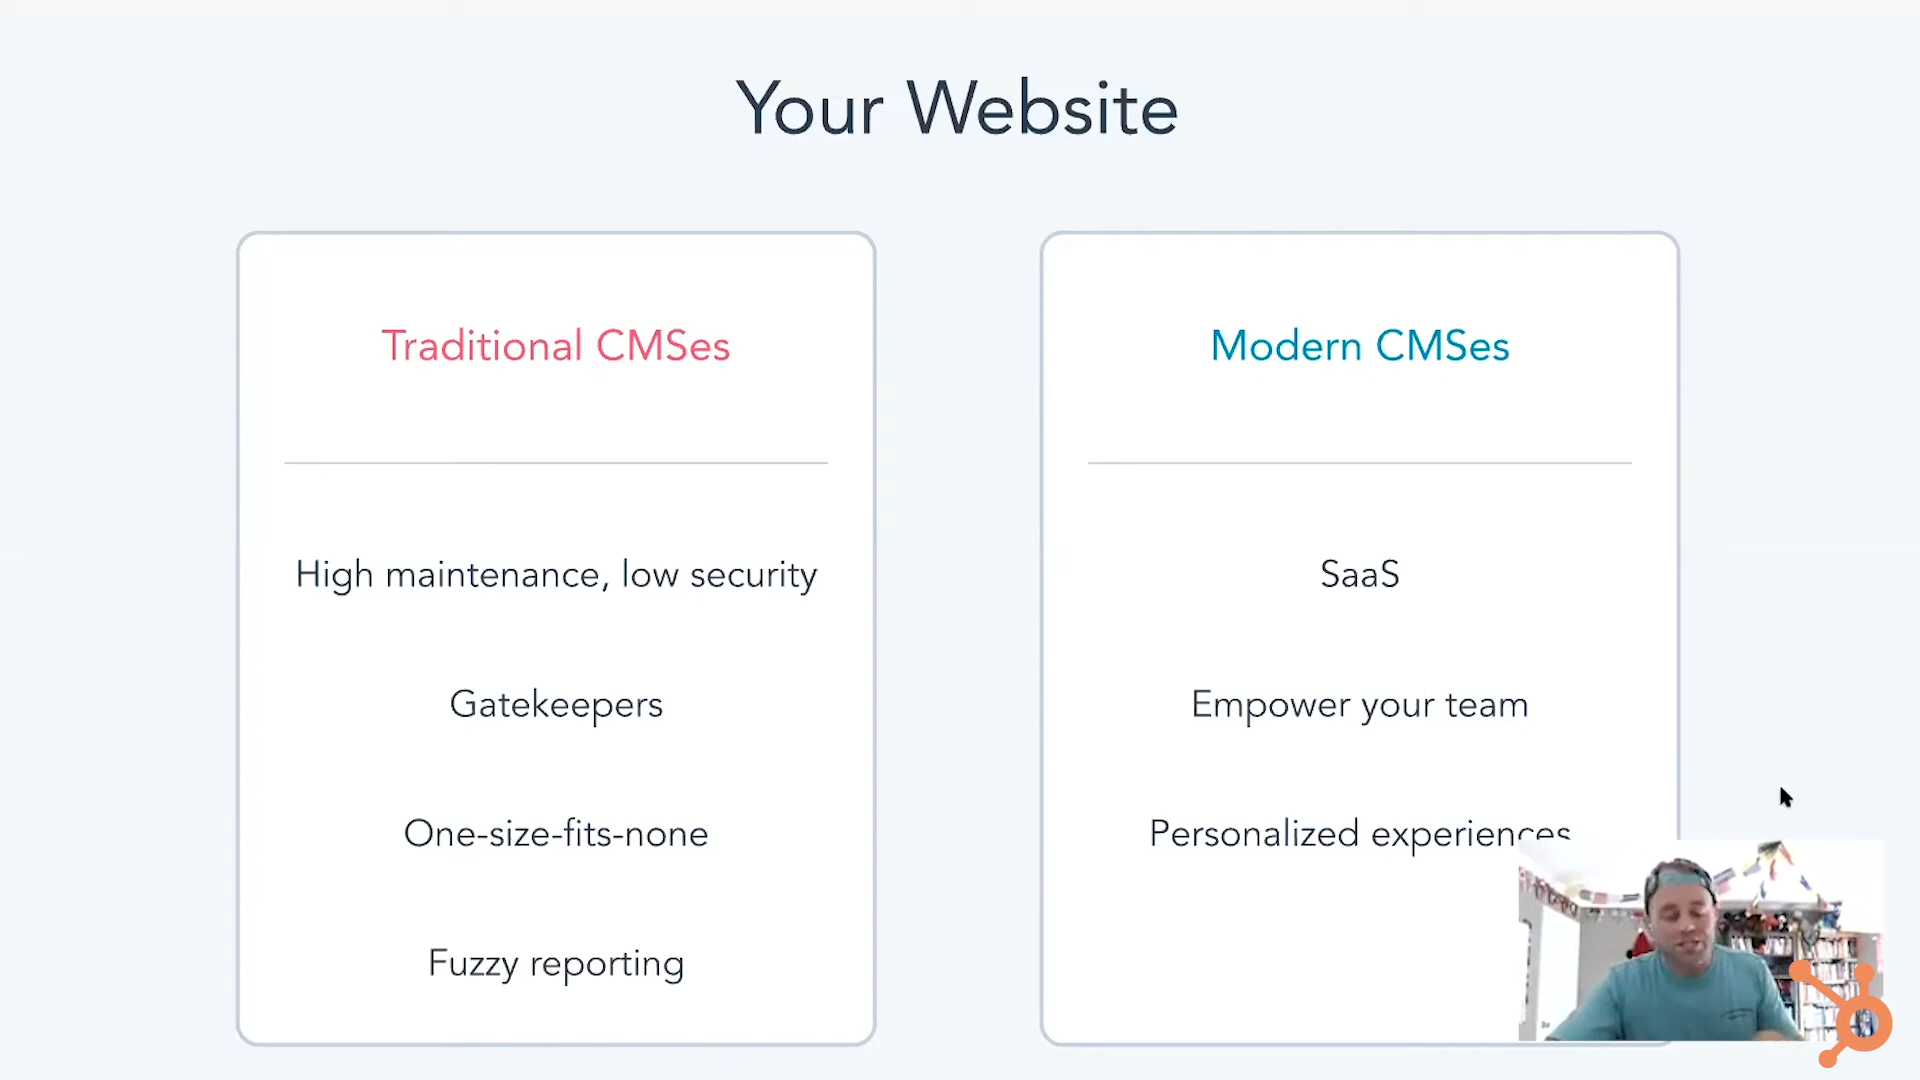 Your Website
Traditional CMSes
High maintenance, low security
Gatekeepers
One-size-fits-none
Fuzzy reporting
Modern CMSes
SaaS
Empower your team
Personalized experiences